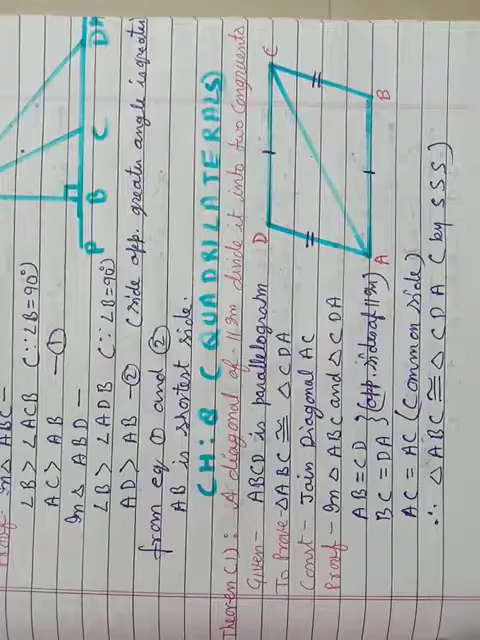 Proof- In △ ABC -
∠B > ∠ACB (∵ ∠B=90°)
AC > AB - ①
In △ ABD -
∠B > ∠ADB (∵ ∠B=90°)
AD > AB - ② (side opp. greater angle is greater
from eq ① and ②
AB is shortest side.
P B C D
CH: 8 ( QUADRILATERALS)
Theorem(1): A diagonal of ||gm divide it into two congruents
Given- ABCD is parallelogram
To Prove- △ABC ≅ △CDA
Const- Join Diagonal AC
Proof- In △ ABC and △ CDA
AB = CD } (opp. sides of ||gm)
BC = DA
AC = AC (Common side)
∴ △ ABC ≅ △ CDA (by SSS)
D C
A B